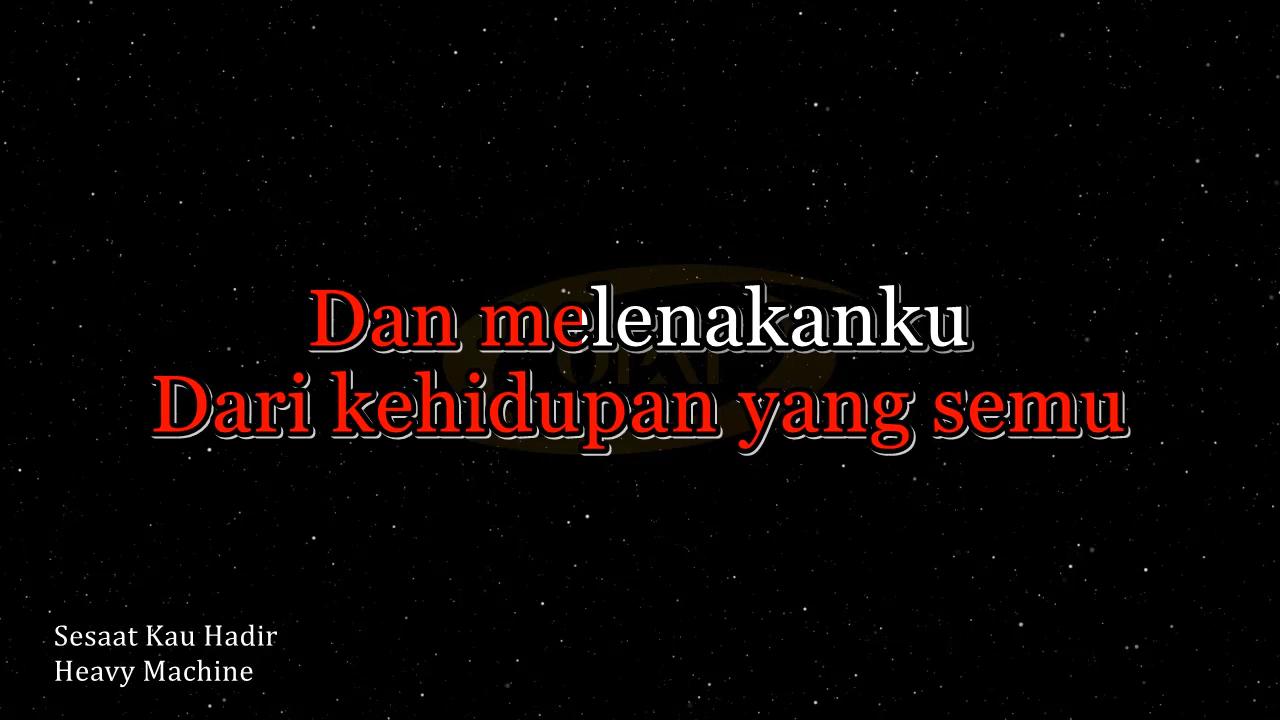 Dan melenakanku
Dari kehidupan yang semu
Sesaat Kau Hadir
Heavy Machine